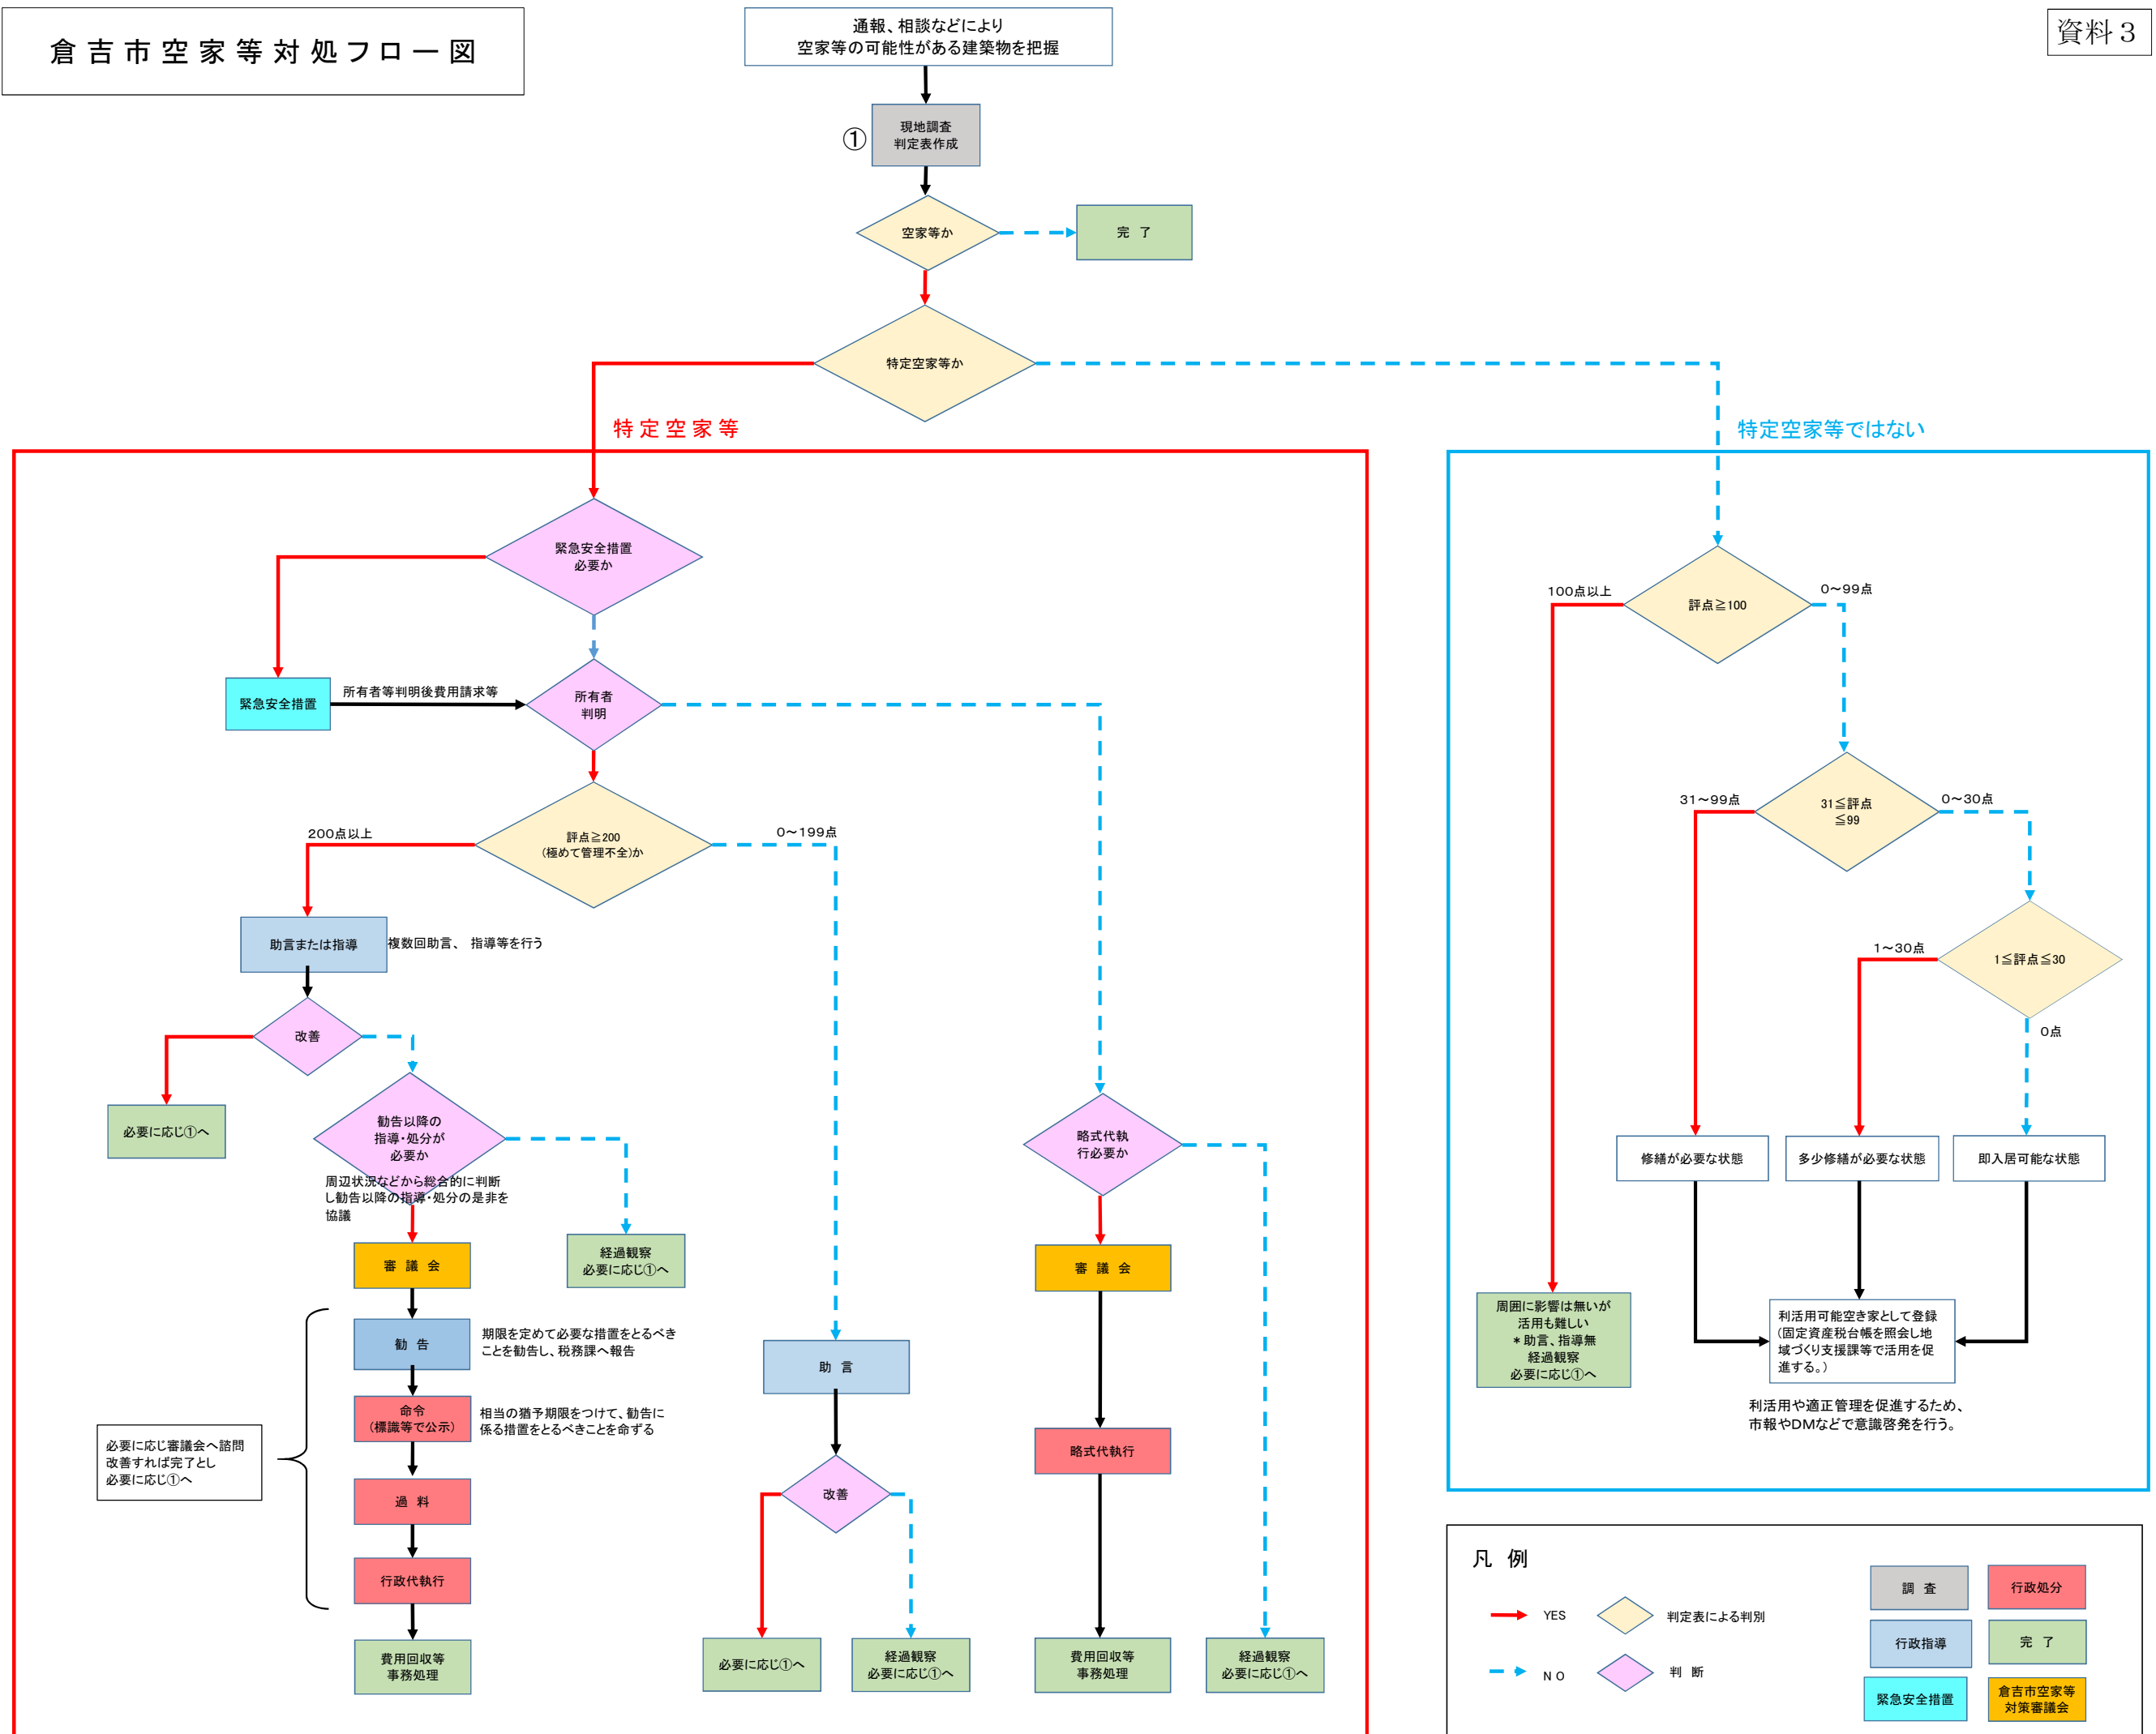 倉吉市空家等対処フロー図
通報、相談などにより
空家等の可能性がある建築物を把握
資料３
①
現地調査
判定表作成
空家等か
完　了
特定空家等か
特定空家等
特定空家等ではない
緊急安全措置
必要か
緊急安全措置
所有者等判明後費用請求等
所有者
判明
200点以上
評点≧200
(極めて管理不全)か
0～199点
助言または指導
複数回助言、 指導等を行う
改善
必要に応じ①へ
勧告以降の
指導・処分が
必要か
周辺状況などから総合的に判断
し勧告以降の指導・処分の是非を
協議
経過観察
必要に応じ①へ
審　議　会
勧　告
期限を定めて必要な措置をとるべき
ことを勧告し、税務課へ報告
命令
(標識等で公示)
相当の猶予期限をつけて、勧告に
係る措置をとるべきことを命ずる
必要に応じ審議会へ諮問
改善すれば完了とし
必要に応じ①へ
過　料
行政代執行
費用回収等
事務処理
助　言
改善
必要に応じ①へ
経過観察
必要に応じ①へ
略式代執
行必要か
審　議　会
略式代執行
費用回収等
事務処理
経過観察
必要に応じ①へ
100点以上
評点≧100
0～99点
31～99点
31≦評点
≦99
0～30点
1～30点
1≦評点≦30
0点
修繕が必要な状態
多少修繕が必要な状態
即入居可能な状態
周囲に影響は無いが
活用も難しい
＊助言、指導無
経過観察
必要に応じ①へ
利活用可能空き家として登録
(固定資産税台帳を照会し地
域づくり支援課等で活用を促
進する。)
利活用や適正管理を促進するため、
市報やDMなどで意識啓発を行う。
凡　例
YES
判定表による判別
ＮＯ
判　断
調　査
行政処分
行政指導
完　了
緊急安全措置
倉吉市空家等
対策審議会